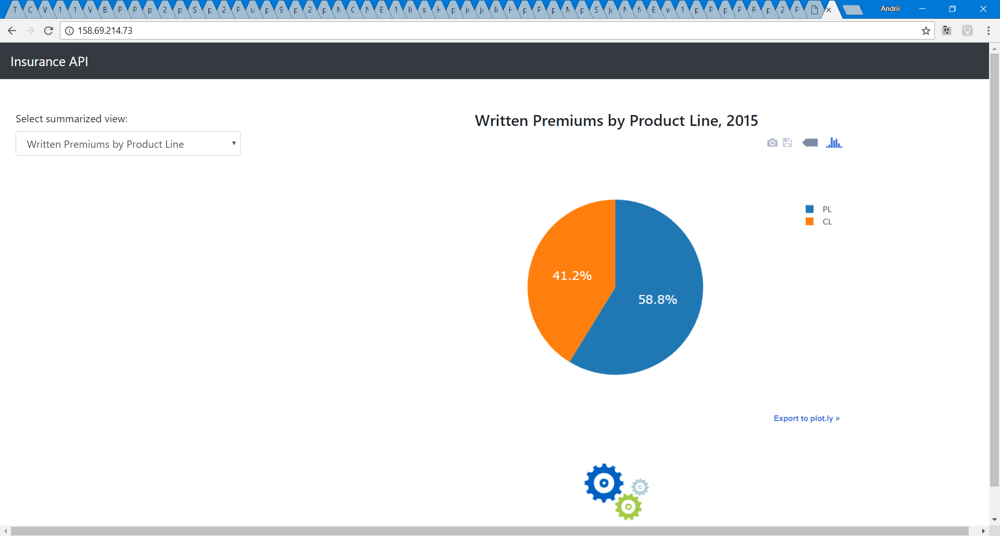 T C W 1 1 V B P P p 2 p S p 2 P u p 9 p 2 p M C N E 1 li s H p jc ja li H p P p M p S ja N fc E w 1 p P p P R p 2 P
Andrii
158.69.214.73
Insurance API
Select summarized view:
Written Premiums by Product Line
Written Premiums by Product Line, 2015
PL
CL
41.2%
58.8%
Export to plot.ly »